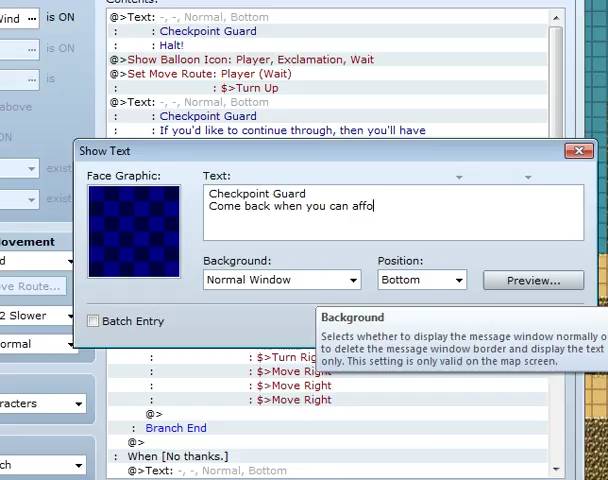 Contents:
Wind
is ON
@>Text: -, -, Normal, Bottom
: : Checkpoint Guard
is ON
: : Halt!
@>Show Balloon Icon: Player, Exclamation, Wait
@>Set Move Route: Player (Wait)
is
: : $>Turn Up
above
@>Text: -, -, Normal, Bottom
: : Checkpoint Guard
ON
: : If you'd like to continue through, then you'll have
Show Text
exist
Face Graphic:
Text:
Checkpoint Guard
Come back when you can affo
exist
Movement
Background:
Position:
Normal Window
Bottom
Preview...
ve Route...
2 Slower
Batch Entry
Background
Selects whether to display the message window normally o
to delete the message window border and display the text
only. This setting is only valid on the map screen.
ormal
: : $>Turn Rig
: : $>Move Right
: : $>Move Right
: : $>Move Right
aracters
@>
: Branch End
@>
: When [No thanks.]
ch
@>Text: -, -, Normal, Bottom